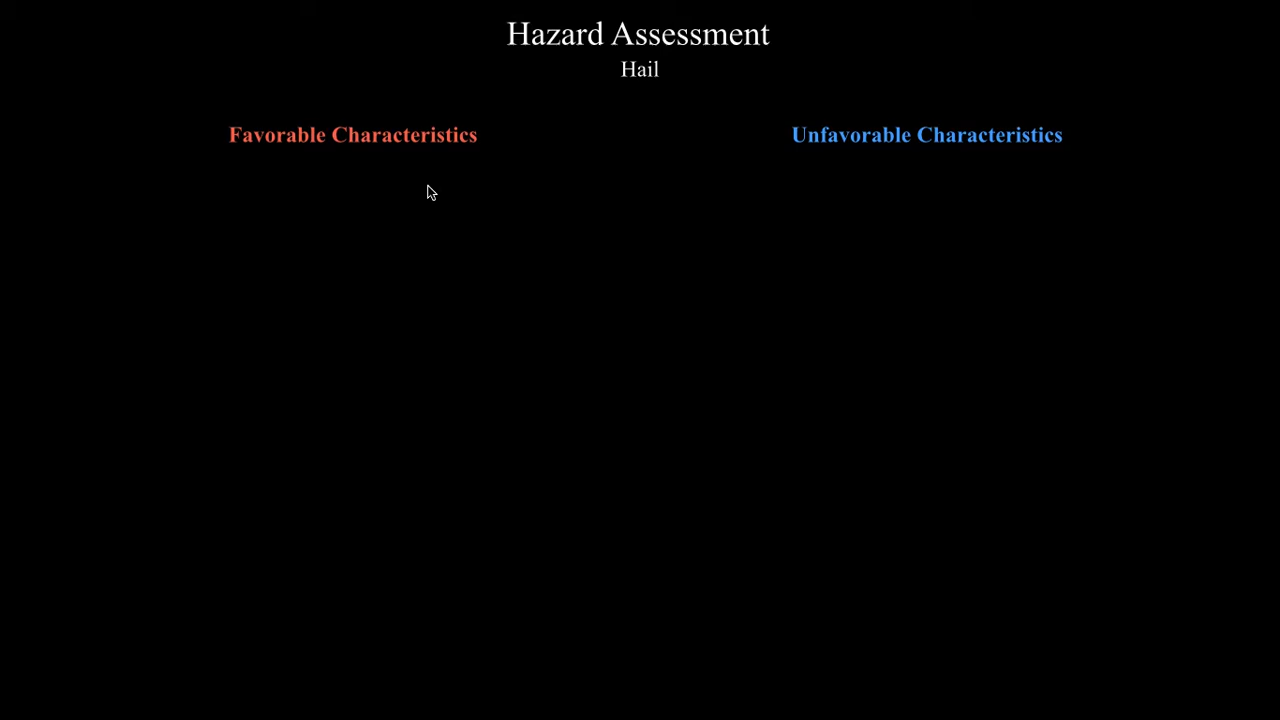 Hazard Assessment
Hail
Favorable Characteristics
Unfavorable Characteristics